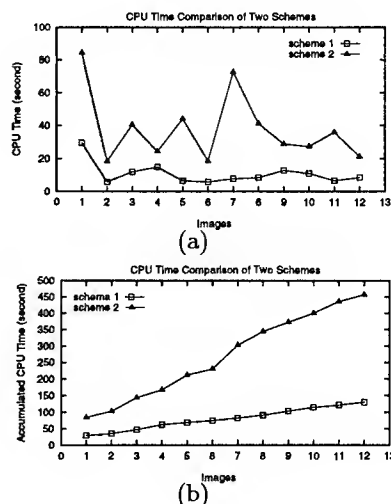 CPU Time Comparison of Two Schemes
scheme 1
scheme 2
CPU Time (second)
100
80
60
40
20
0
0 1 2 3 4 5 6 7 8 9 10 11 12 13
Images
(a)
CPU Time Comparison of Two Schemes
scheme 1
scheme 2
Accumulated CPU Time (second)
500
450
400
350
300
250
200
150
100
50
0
0 1 2 3 4 5 6 7 8 9 10 11 12 13
Images
(b)